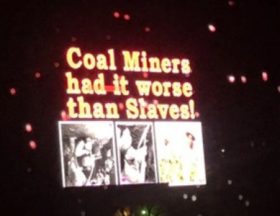 Coal Miners
had it worse
than Slaves!